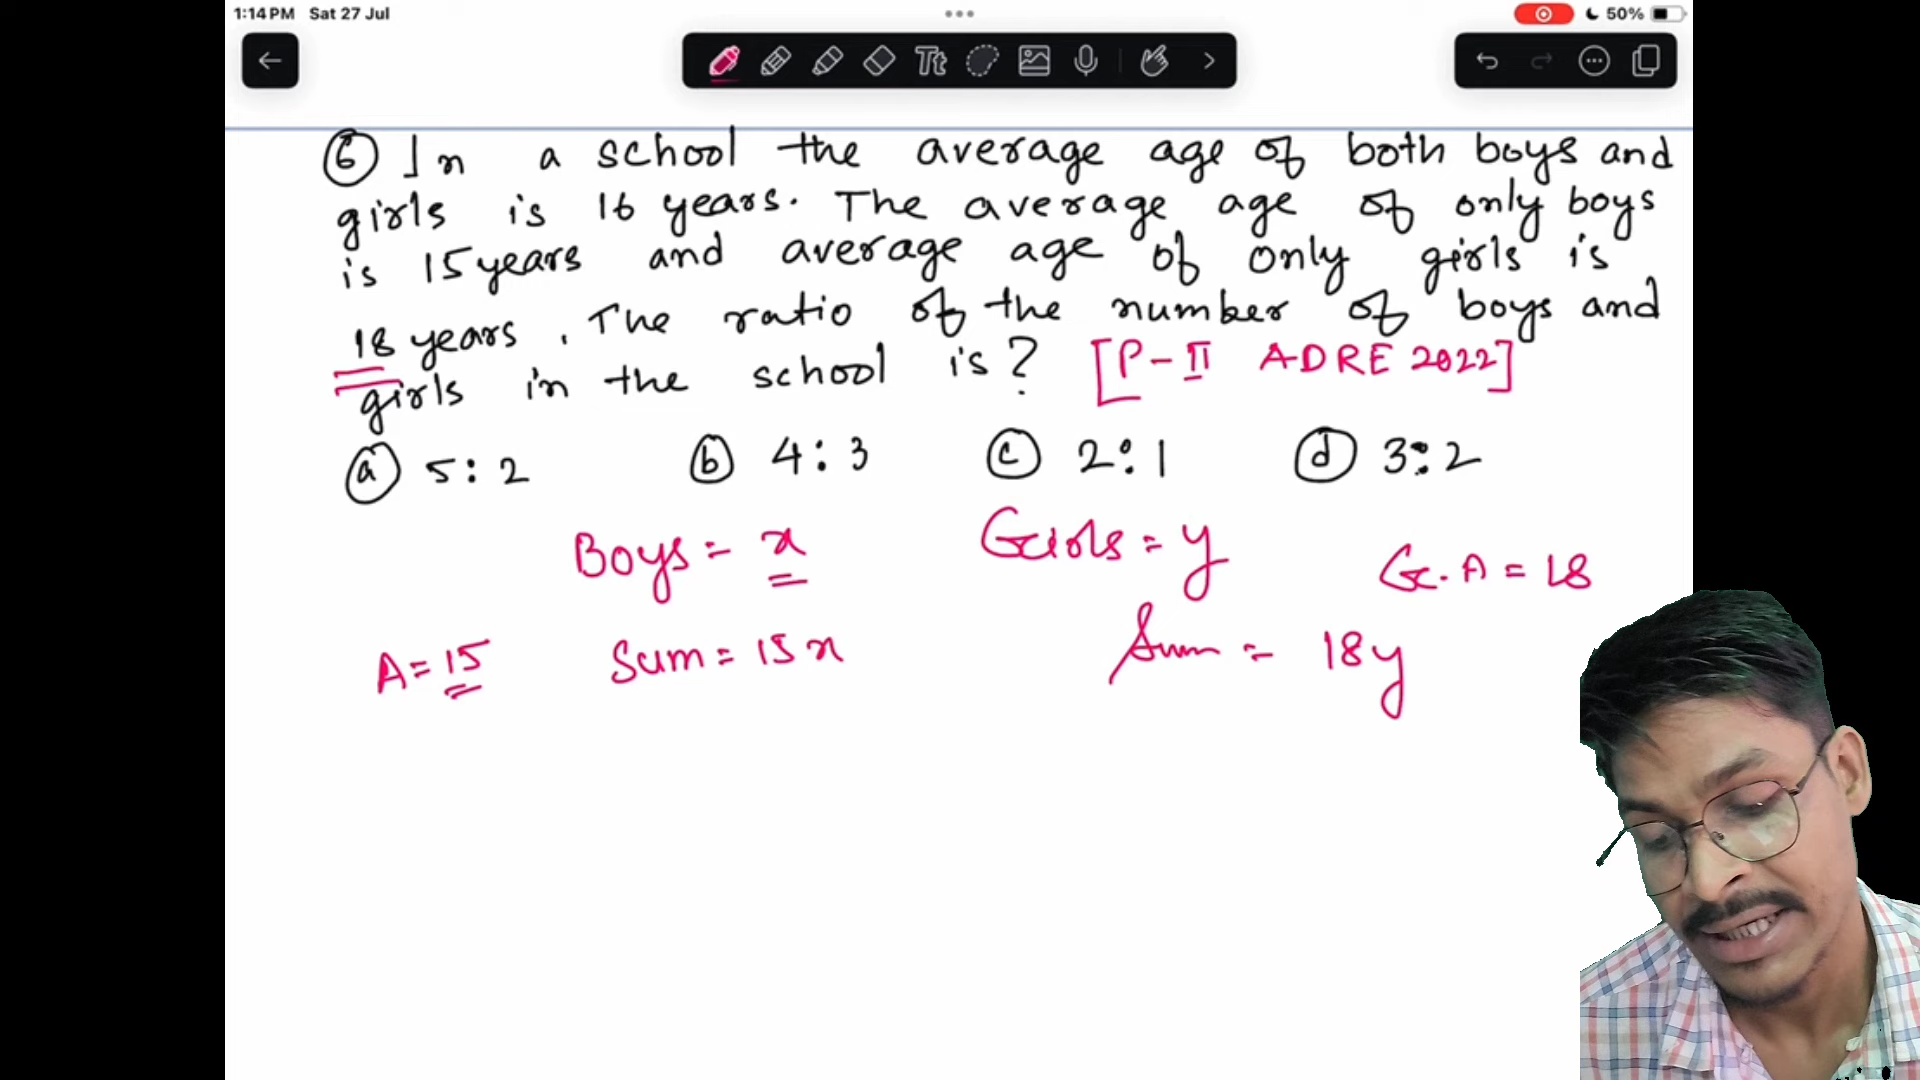 1:14 PM Sat 27 Jul
50%
Tt
6 In a school the average age of both boys and
girls is 16 years. The average age of only boys
is 15 years and average age of only girls is
18 years. The ratio of the number of boys and
girls in the school is? [P-II ADRE 2022]
a 5:2 b 4:3 c 2:1 d 3:2
Boys = x Girls = y
G.A = 18
A = 15 Sum = 15x Sum = 18y